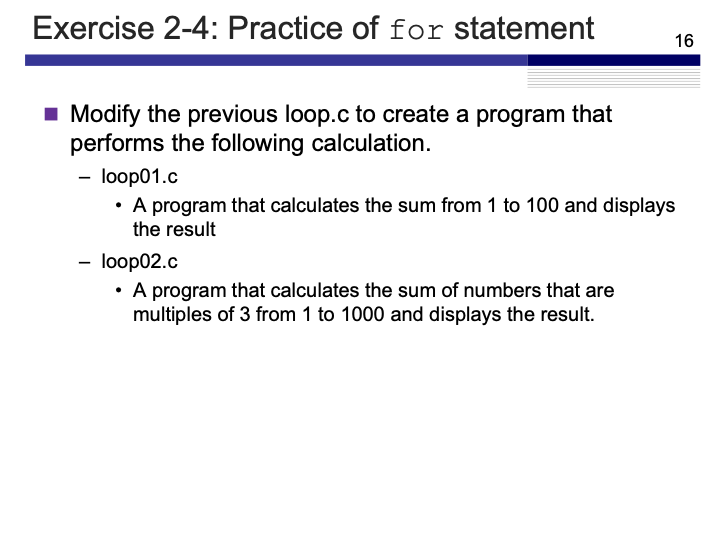 Exercise 2-4: Practice of for statement
16
■ Modify the previous loop.c to create a program that
performs the following calculation.
– loop01.c
• A program that calculates the sum from 1 to 100 and displays
the result
– loop02.c
• A program that calculates the sum of numbers that are
multiples of 3 from 1 to 1000 and displays the result.